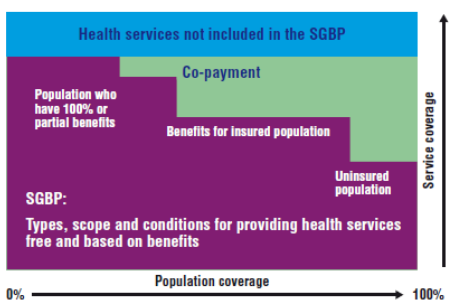 Health services not included in the SGBP
Co-payment
Population who
have 100% or
partial benefits
Benefits for insured population
Uninsured
population
SGBP:
Types, scope and conditions for providing health services
free and based on benefits
Service coverage
100%
Population coverage
0%
100%